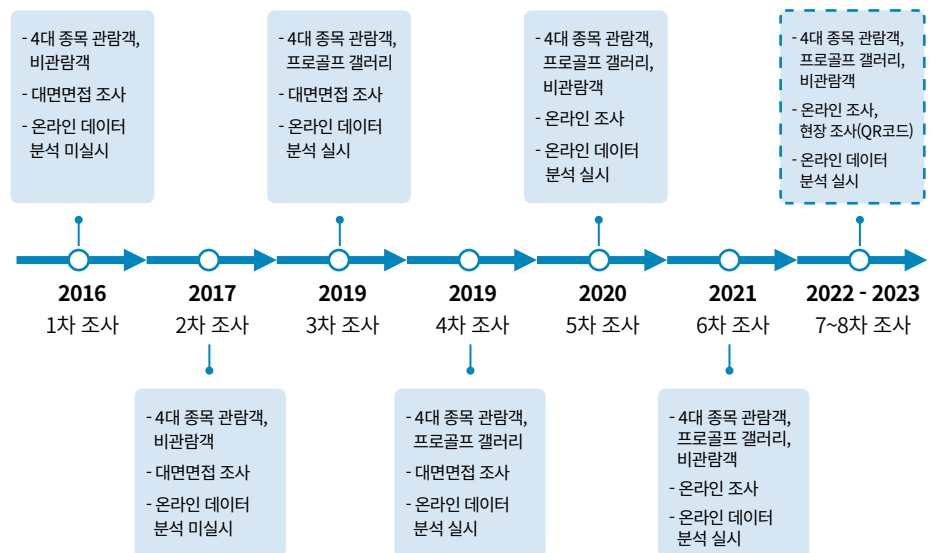 - 4대 종목 관람객,
비관람객
- 대면면접 조사
- 온라인 데이터
분석 미실시
- 4대 종목 관람객,
프로골프 갤러리
- 대면면접 조사
- 온라인 데이터
분석 실시
- 4대 종목 관람객,
프로골프 갤러리,
비관람객
- 온라인 조사
- 온라인 데이터
분석 실시
- 4대 종목 관람객,
프로골프 갤러리,
비관람객
- 온라인 조사,
현장 조사(QR코드)
- 온라인 데이터
분석 실시
2016
1차 조사
2017
2차 조사
2019
3차 조사
2019
4차 조사
2020
5차 조사
2021
6차 조사
2022 - 2023
7~8차 조사
- 4대 종목 관람객,
비관람객
- 대면면접 조사
- 온라인 데이터
분석 미실시
- 4대 종목 관람객,
프로골프 갤러리
- 대면면접 조사
- 온라인 데이터
분석 실시
- 4대 종목 관람객,
프로골프 갤러리,
비관람객
- 온라인 조사
- 온라인 데이터
분석 실시